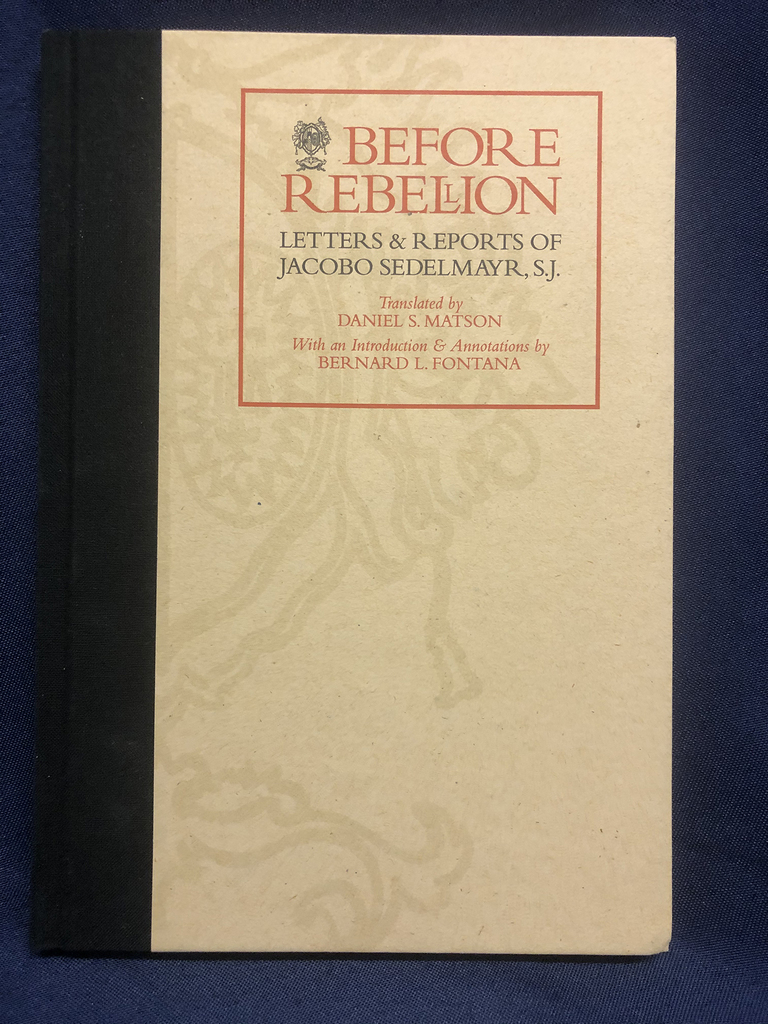 BEFORE
REBELLION
LETTERS & REPORTS OF
JACOBO SEDELMAYR, S.J.
Translated by
DANIEL S. MATSON
With an Introduction & Annotations by
BERNARD L. FONTANA